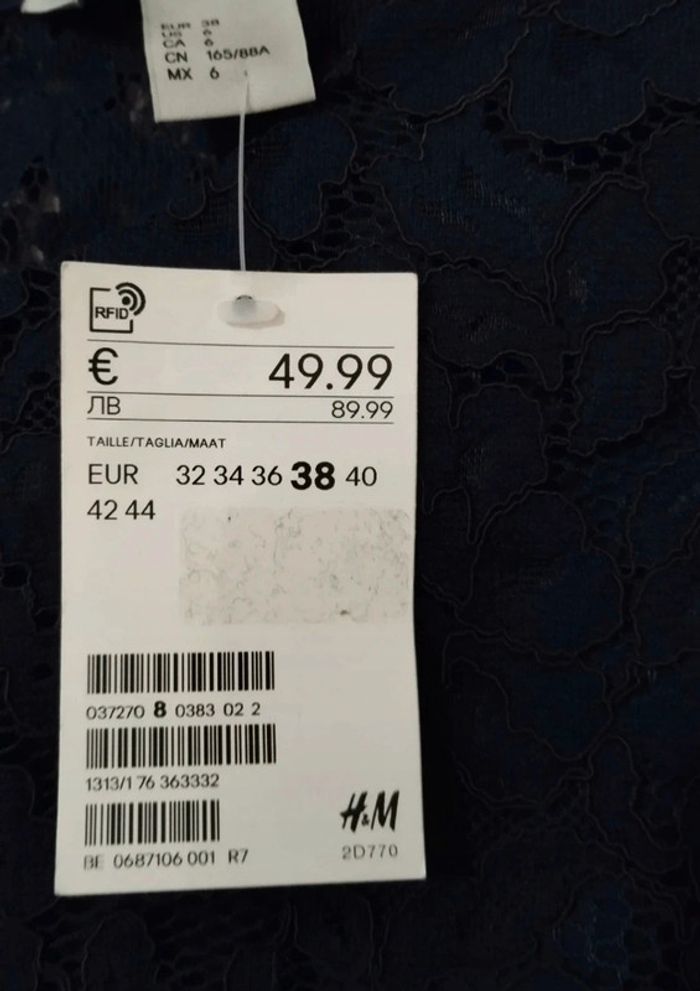 EUR 38
US 6
CA 6
CN 165/88A
MX 6
RFID
€ 49.99
ЛВ 89.99
TAILLE/TAGLIA/MAAT
EUR 32 34 36 38 40
42 44
037270 8 0383 02 2
1313/1 76 363332
BE 0687106 001 R7
H&M
2D770